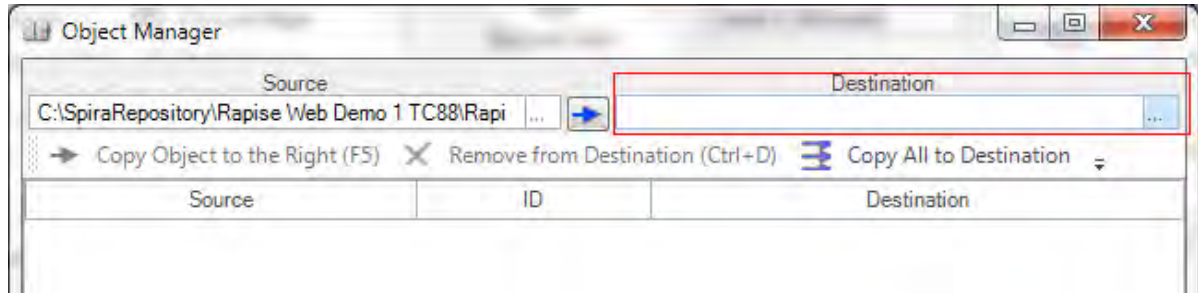 Object Manager
Source Destination
C:\SpiraRepository\Rapise Web Demo 1 TC88\Rapi ... ...
Copy Object to the Right (F5) Remove from Destination (Ctrl+D) Copy All to Destination
Source ID Destination